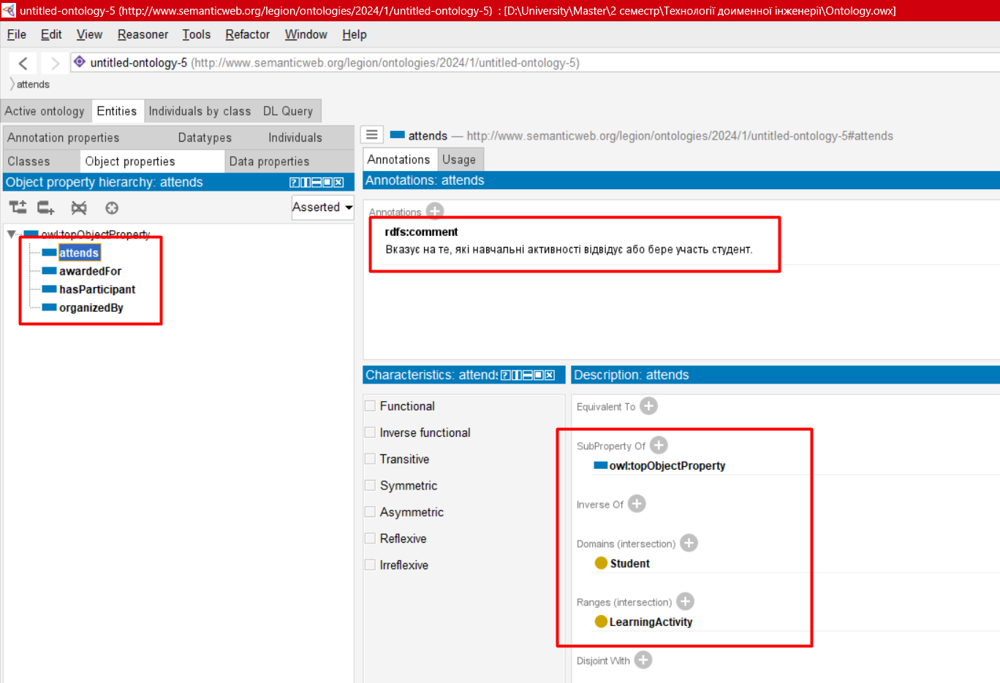 untitled-ontology-5 (http://www.semanticweb.org/legion/ontologies/2024/1/untitled-ontology-5) : [D:\University\Master\2 семестр\Технології доименної інженерії\Ontology.owx]
File Edit View Reasoner Tools Refactor Window Help
untitled-ontology-5 (http://www.semanticweb.org/legion/ontologies/2024/1/untitled-ontology-5)
attends
Active ontology Entities Individuals by class DL Query
Annotation properties Datatypes Individuals
Classes Object properties Data properties
Object property hierarchy: attends
Asserted
owl:topObjectProperty
attends
awardedFor
hasParticipant
organizedBy
attends — http://www.semanticweb.org/legion/ontologies/2024/1/untitled-ontology-5#attends
Annotations Usage
Annotations: attends
Annotations
rdfs:comment
Вказує на те, які навчальні активності відвідує або бере участь студент.
Characteristics: attends
Functional
Inverse functional
Transitive
Symmetric
Asymmetric
Reflexive
Irreflexive
Description: attends
Equivalent To
SubProperty Of
owl:topObjectProperty
Inverse Of
Domains (intersection)
Student
Ranges (intersection)
LearningActivity
Disjoint With